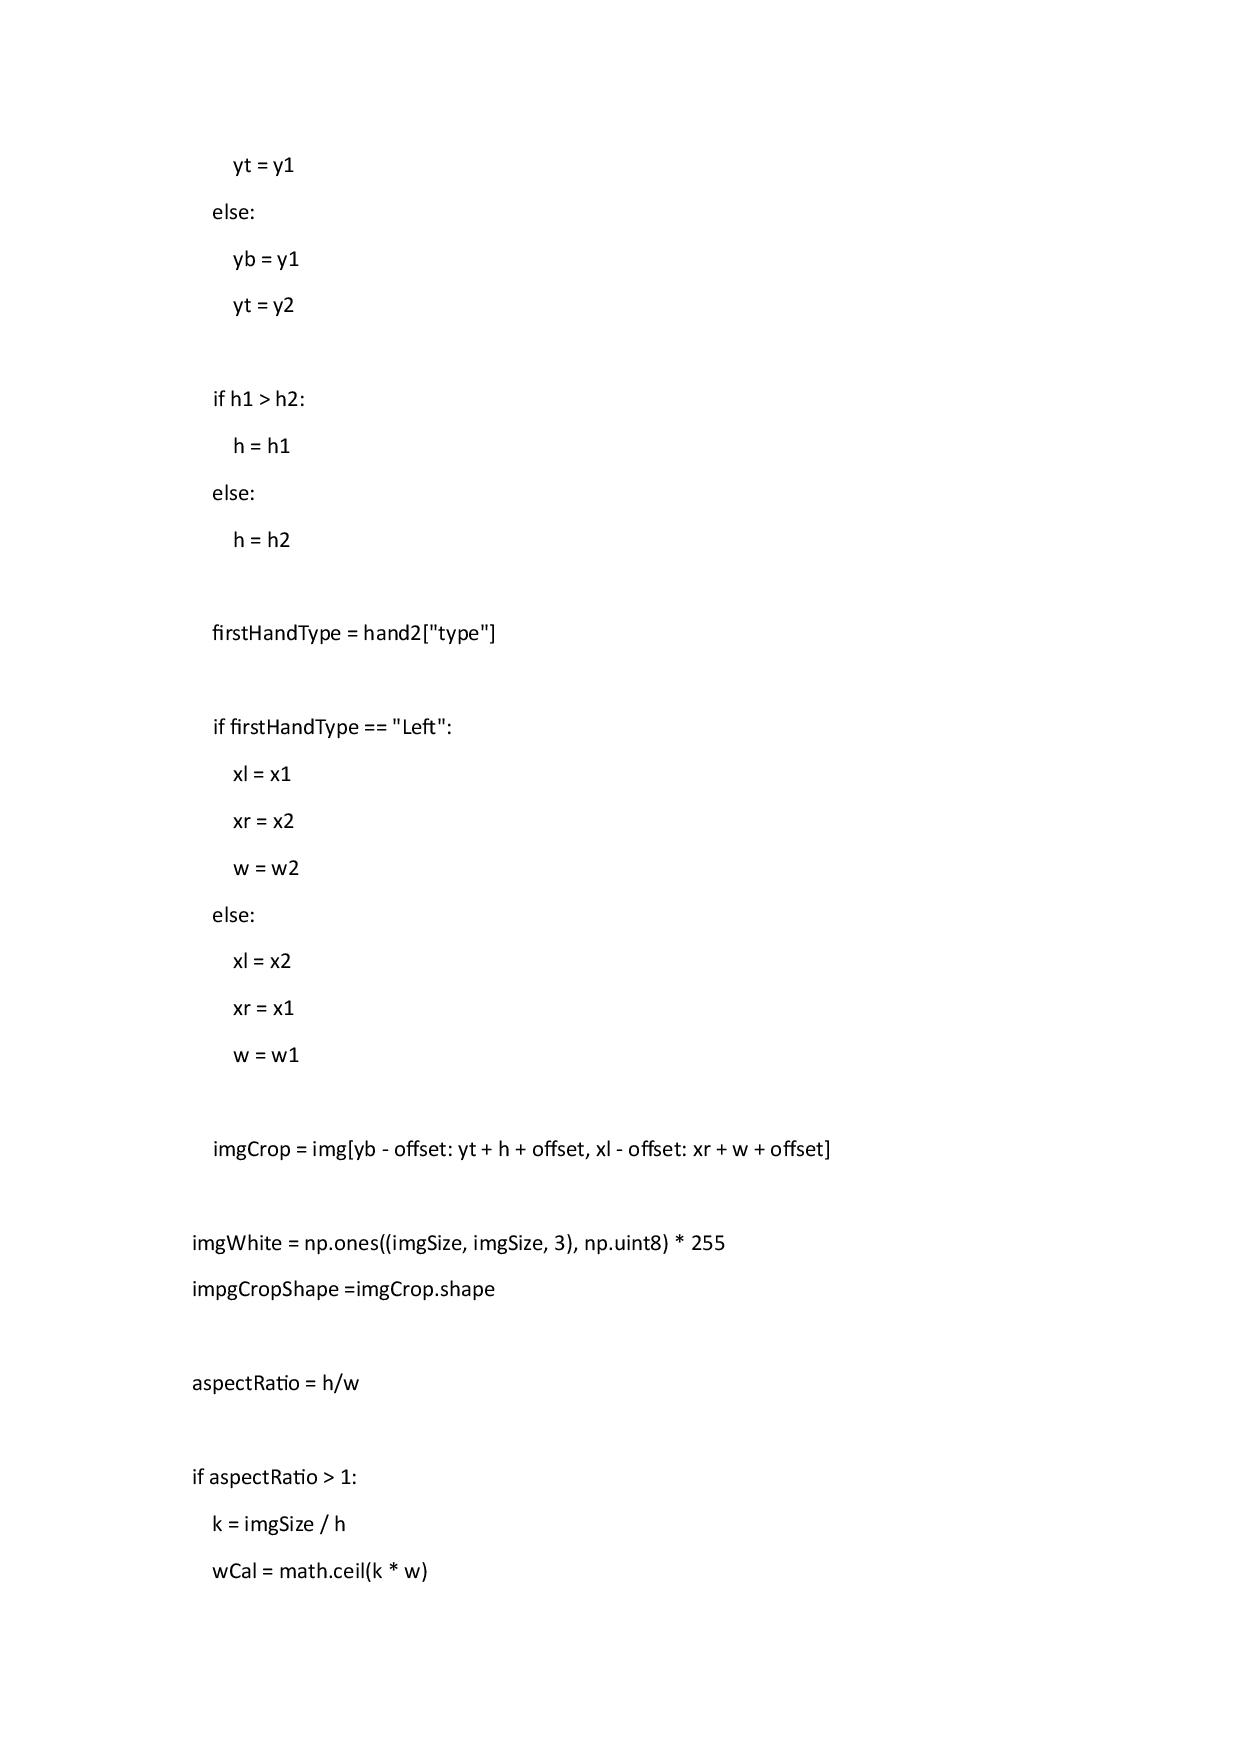 yt = y1
else:
yb = y1
yt = y2
if h1 > h2:
h = h1
else:
h = h2
firstHandType = hand2["type"]
if firstHandType == "Left":
xl = x1
xr = x2
w = w2
else:
xl = x2
xr = x1
w = w1
imgCrop = img[yb - offset: yt + h + offset, xl - offset: xr + w + offset]
imgWhite = np.ones((imgSize, imgSize, 3), np.uint8) * 255
impgCropShape =imgCrop.shape
aspectRatio = h/w
if aspectRatio > 1:
k = imgSize / h
wCal = math.ceil(k * w)